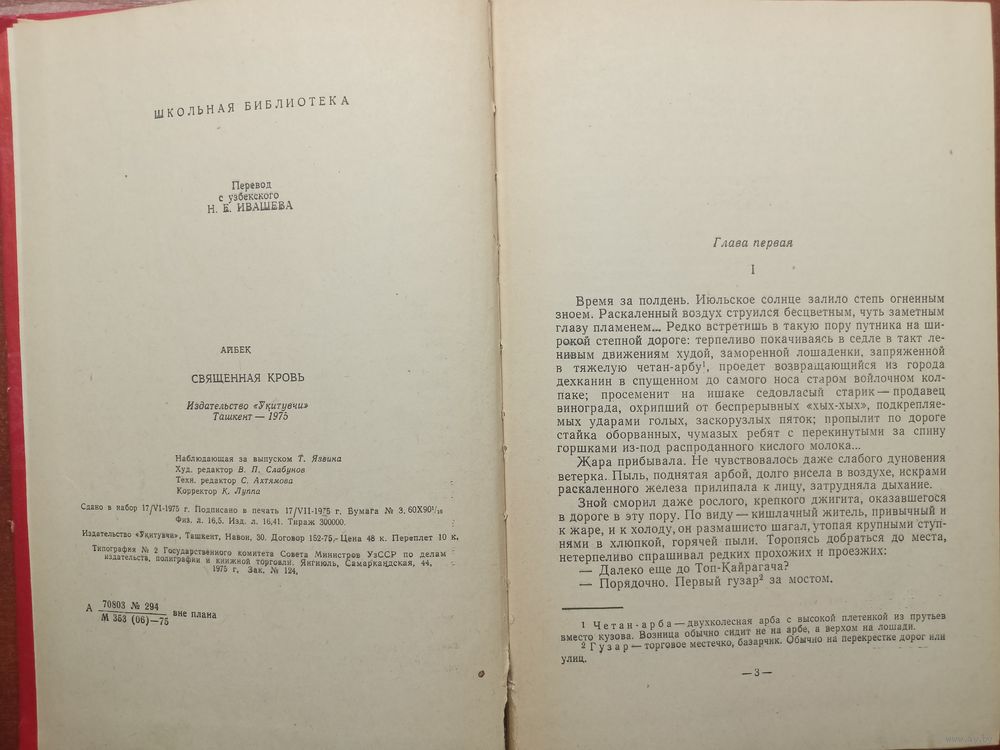 ШКОЛЬНАЯ БИБЛИОТЕКА
Перевод
с узбекского
Н. Е. ИВАШЕВА
АЙБЕК
СВЯЩЕННАЯ КРОВЬ
Издательство «Ўқитувчи»
Ташкент — 1975
Наблюдающая за выпуском Т. Язвина
Худ. редактор В. П. Слабунов
Техн. редактор С. Ахтямова
Корректор К. Луппа
Сдано в набор 17/VI-1975 г. Подписано в печать 17/VII-1975 г. Бумага № 3. 60X90¹/₁₆
Физ. л. 16,5. Изд. л. 16,41. Тираж 300000.
Издательство «Ўқитувчи», Ташкент, Навои, 30. Договор 152-75. Цена 48 к. Переплет 10 к.
Типография № 2 Государственного комитета Совета Министров УзССР по делам
издательств, полиграфии и книжной торговли. Янгиюль, Самаркандская, 44,
1975 г. Зак. № 124,
А 70803 № 294
М 353 (06)—75 вне плана
Глава первая
I
Время за полдень. Июльское солнце залило степь огненным
зноем. Раскаленный воздух струился бесцветным, чуть заметным
глазу пламенем... Редко встретишь в такую пору путника на ши-
рокой степной дороге: терпеливо покачиваясь в седле в такт ле-
нивым движениям худой, заморенной лошаденки, запряженной
в тяжелую четан-арбу¹, проедет возвращающийся из города
дехканин в спущенном до самого носа старом войлочном кол-
паке; просеменит на ишаке седовласый старик — продавец
винограда, охрипший от беспрерывных «хых-хых», подкрепляе-
мых ударами голых, заскорузлых пяток; пропылит по дороге
стайка оборванных, чумазых ребят с перекинутыми за спину
горшками из-под распроданного кислого молока...
Жара прибывала. Не чувствовалось даже слабого дуновения
ветерка. Пыль, поднятая арбой, долго висела в воздухе, искрами
раскаленного железа прилипала к лицу, затрудняла дыхание.
Зной сморил даже рослого, крепкого джигита, оказавшегося
в дороге в эту пору. По виду — кишлачный житель, привычный и
к жаре, и к холоду, он размашисто шагал, утопая крупными ступ-
нями в хлюпкой, горячей пыли. Торопясь добраться до места,
нетерпеливо спрашивал редких прохожих и проезжих:
— Далеко еще до Топ-Кайрагача?
— Порядочно. Первый гузар² за мостом.
1 Четан-арба — двухколесная арба с высокой плетенкой из прутьев
вместо кузова. Возница обычно сидит не на арбе, а верхом на лошади.
2 Гузар — торговое местечко, базарчик. Обычно на перекрестке дорог или
улиц.
— 3 —